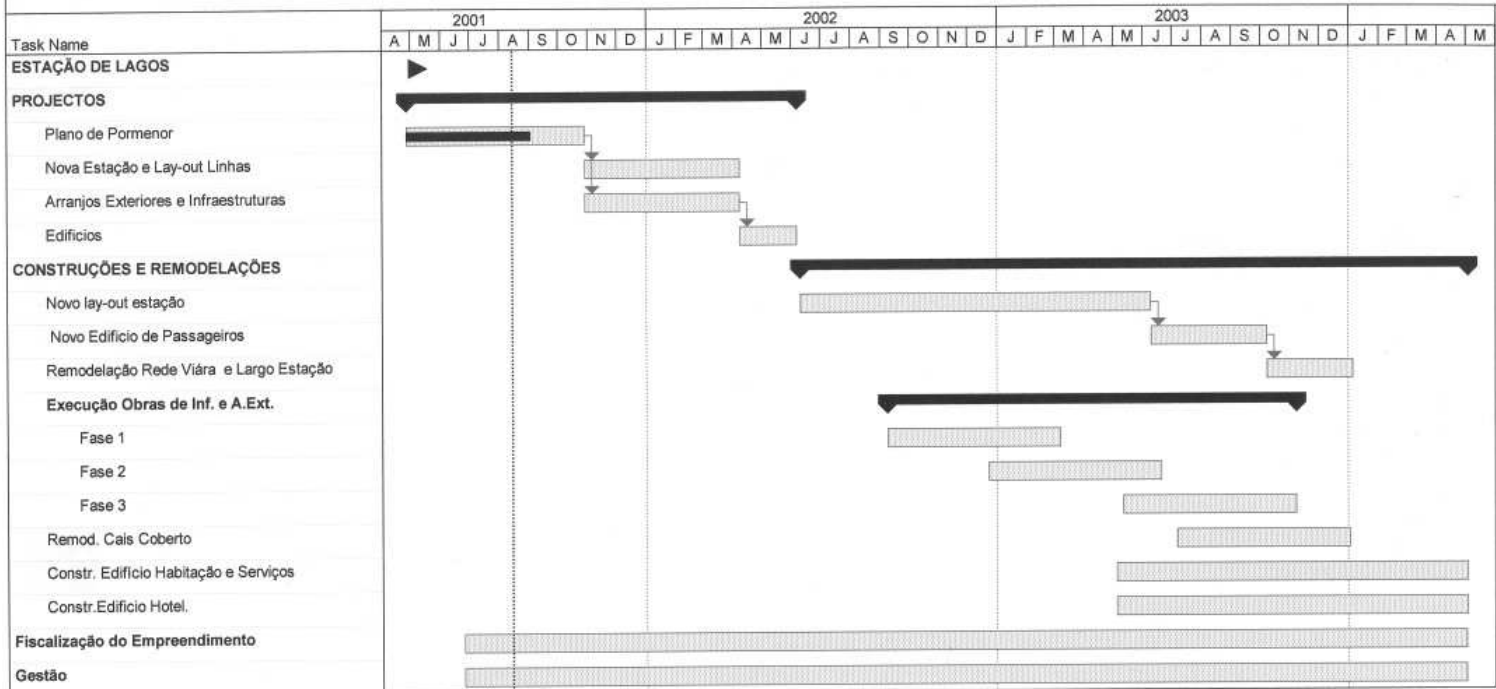 2001 2002 2003
Task Name A M J J A S O N D J F M A M J J A S O N D J F M A M J J A S O N D J F M A M
ESTAÇÃO DE LAGOS
PROJECTOS
Plano de Pormenor
Nova Estação e Lay-out Linhas
Arranjos Exteriores e Infraestruturas
Edificios
CONSTRUÇÕES E REMODELAÇÕES
Novo lay-out estação
Novo Edificio de Passageiros
Remodelação Rede Viára e Largo Estação
Execução Obras de Inf. e A.Ext.
Fase 1
Fase 2
Fase 3
Remod. Cais Coberto
Constr. Edifício Habitação e Serviços
Constr.Edificio Hotel.
Fiscalização do Empreendimento
Gestão